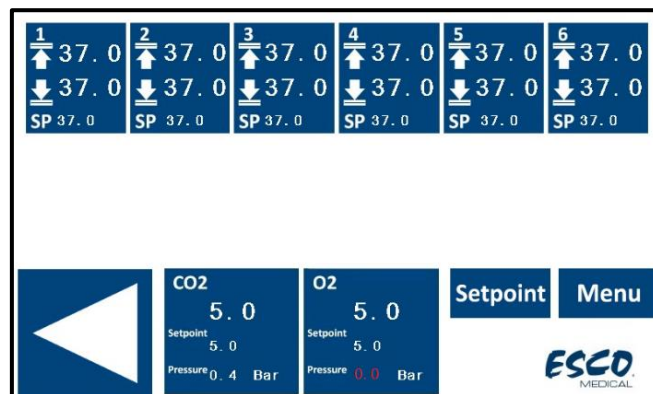 1 2 3 4 5 6
37.0 37.0 37.0 37.0 37.0 37.0
37.0 37.0 37.0 37.0 37.0 37.0
SP 37.0 SP 37.0 SP 37.0 SP 37.0 SP 37.0 SP 37.0
CO2
5.0
Setpoint
5.0
Pressure 0.4 Bar
O2
5.0
Setpoint
5.0
Pressure 0.0 Bar
Setpoint
Menu
ESCO
MEDICAL